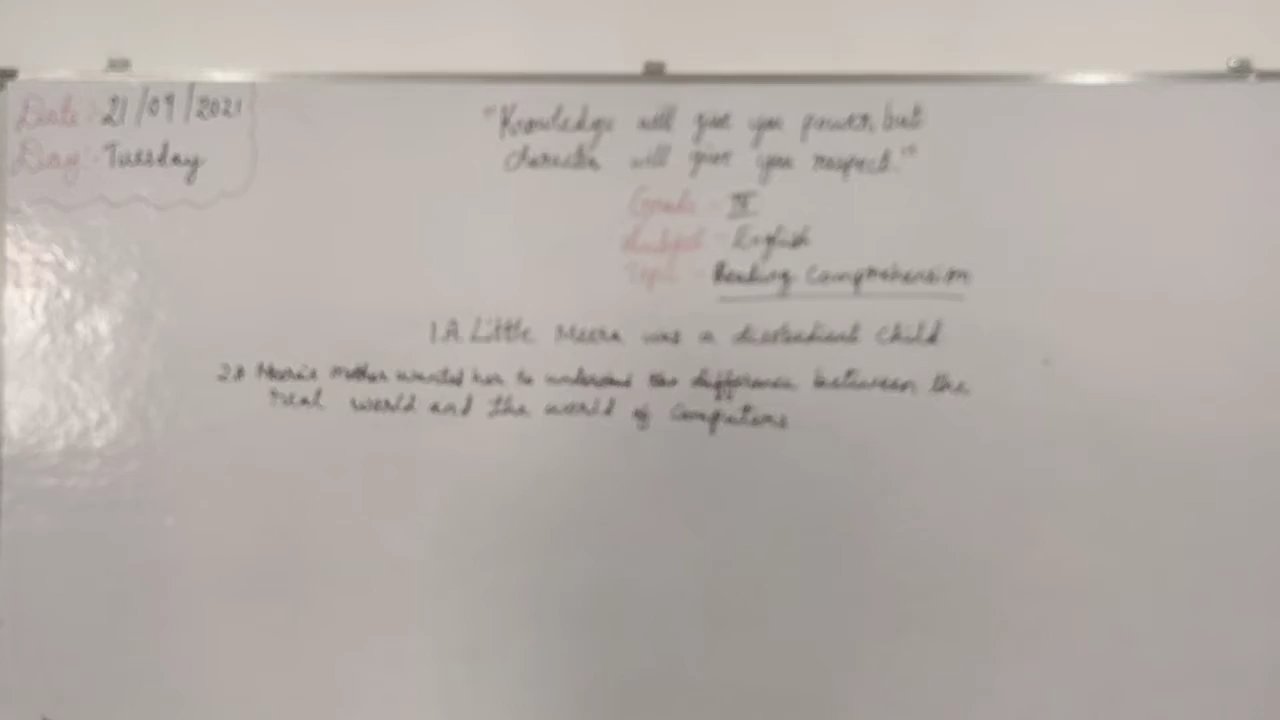 Date: 21/09/2021
Day: Tuesday
"Knowledge will give you power, but
character will give you respect."
Grade - IV
Subject - English
Topic - Reading Comprehension
1.A. Little Meera was a child
2.A Meera's mother wanted her to understand the difference between the
real world and the world of computers